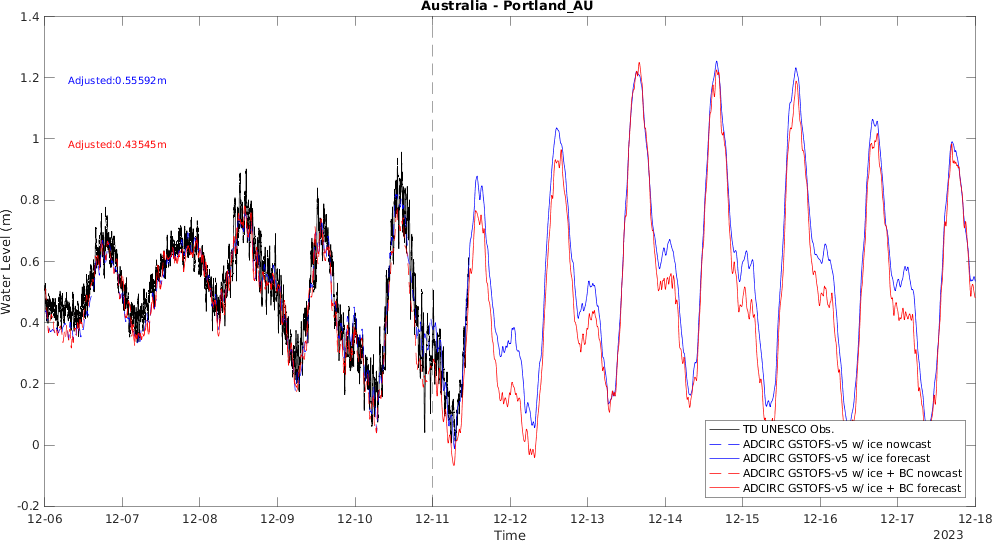 Australia - Portland_AU
1.4
1.2
1
0.8
0.6
0.4
0.2
0
-0.2
Water Level (m)
Adjusted:0.55592m
Adjusted:0.43545m
TD UNESCO Obs.
ADCIRC GSTOFS-v5 w/ ice nowcast
ADCIRC GSTOFS-v5 w/ ice forecast
ADCIRC GSTOFS-v5 w/ ice + BC nowcast
ADCIRC GSTOFS-v5 w/ ice + BC forecast
12-06 12-07 12-08 12-09 12-10 12-11 12-12 12-13 12-14 12-15 12-16 12-17 12-18
Time
2023